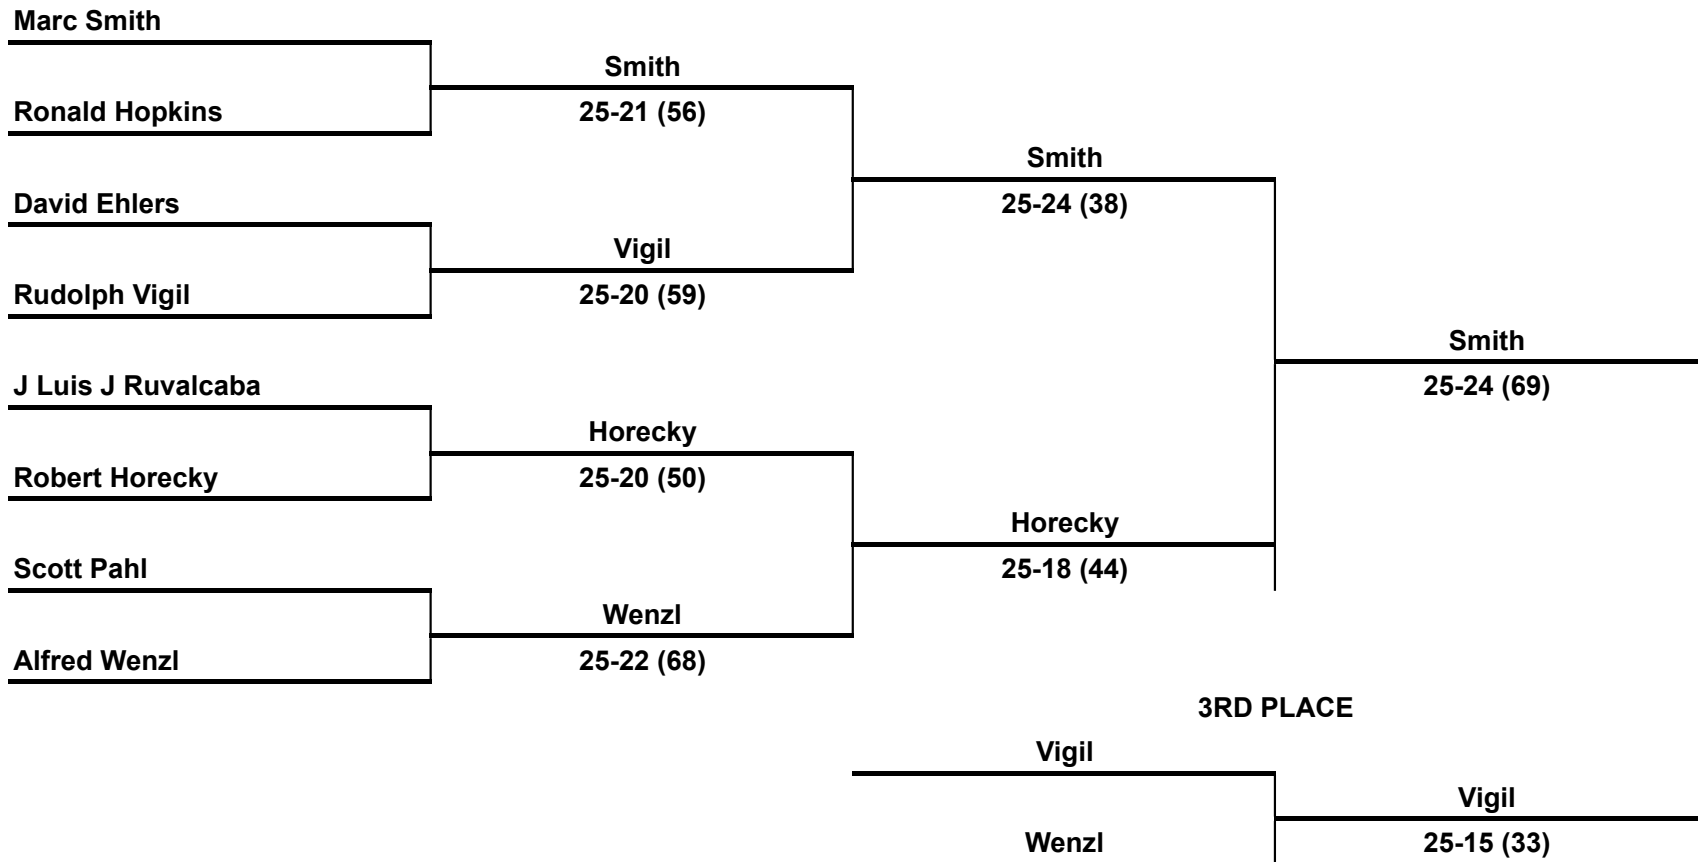 Marc Smith
Smith
Ronald Hopkins
25-21 (56)
Smith
David Ehlers
25-24 (38)
Vigil
Rudolph Vigil
25-20 (59)
Smith
J Luis J Ruvalcaba
25-24 (69)
Horecky
Robert Horecky
25-20 (50)
Horecky
Scott Pahl
25-18 (44)
Wenzl
Alfred Wenzl
25-22 (68)
3RD PLACE
Vigil
Vigil
Wenzl
25-15 (33)